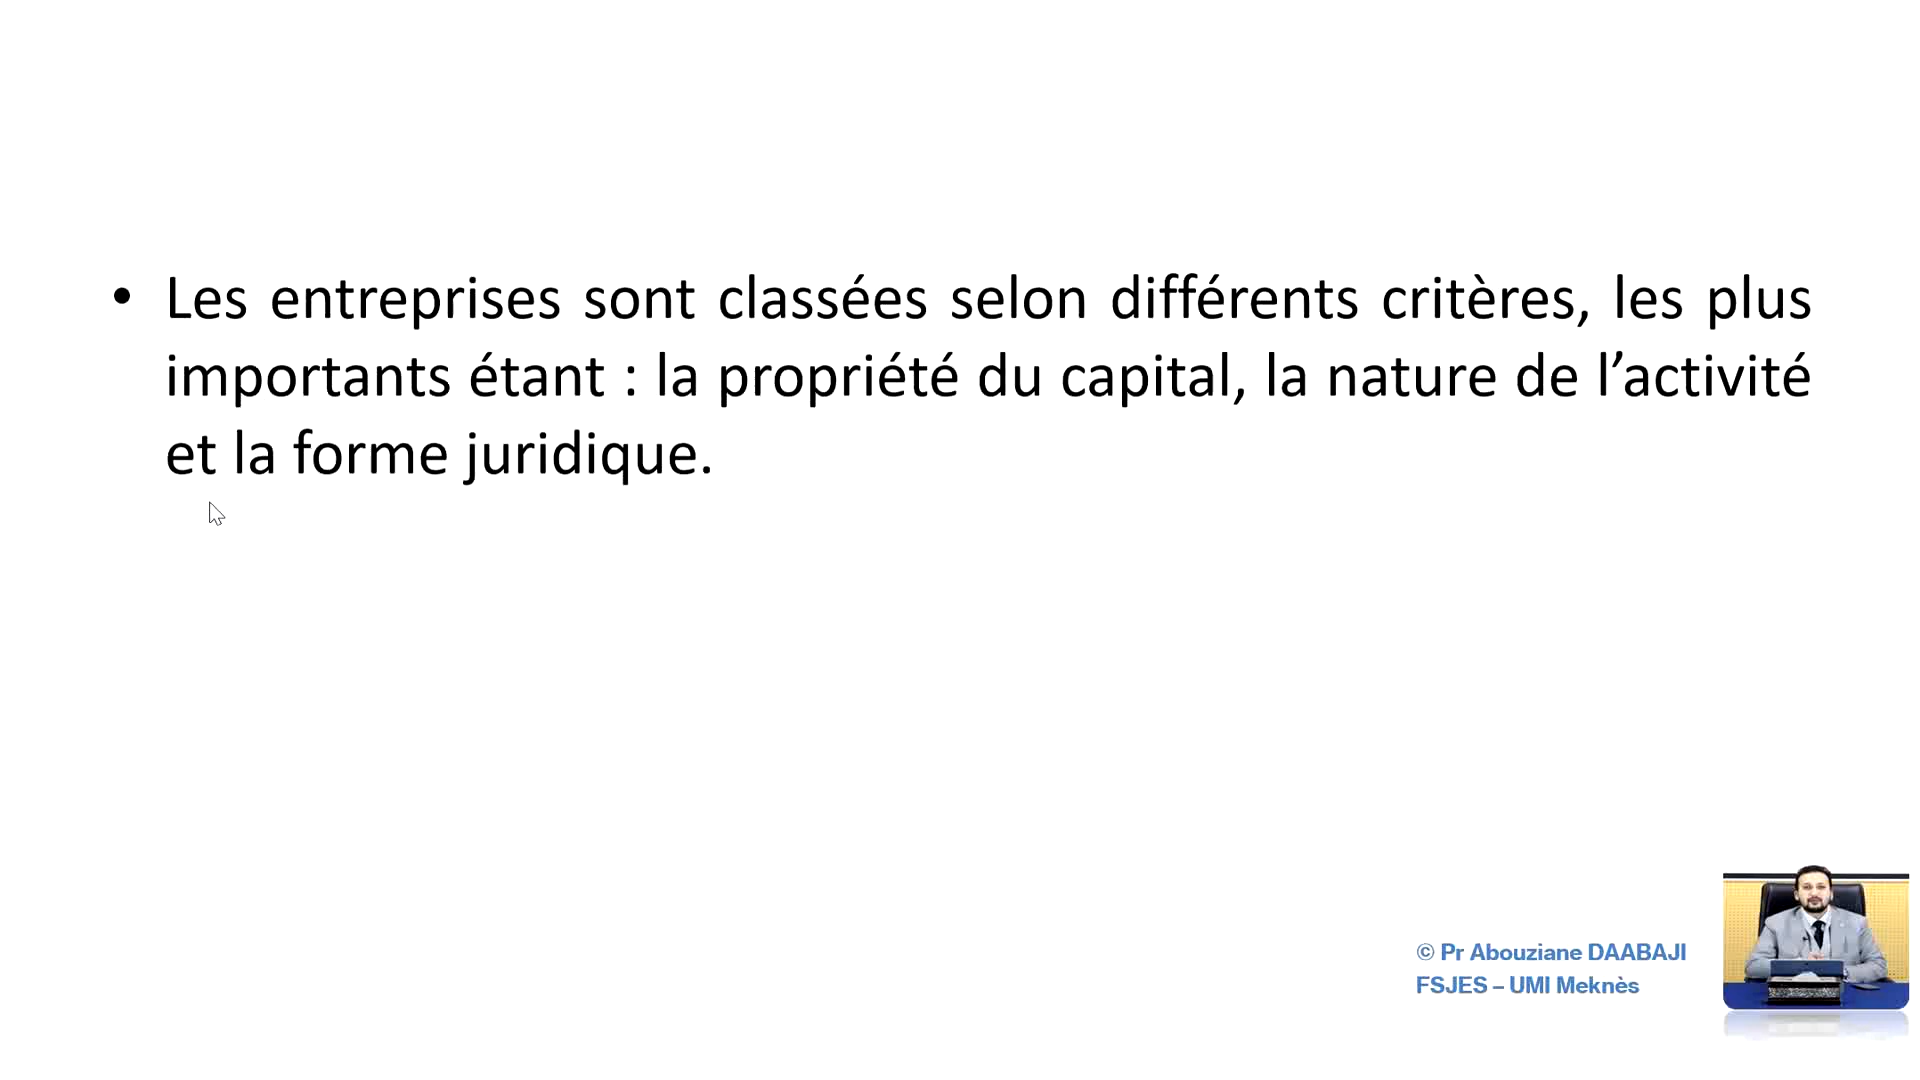 • Les entreprises sont classées selon différents critères, les plus
importants étant : la propriété du capital, la nature de l’activité
et la forme juridique.
© Pr Abouziane DAABAJI
FSJES – UMI Meknès